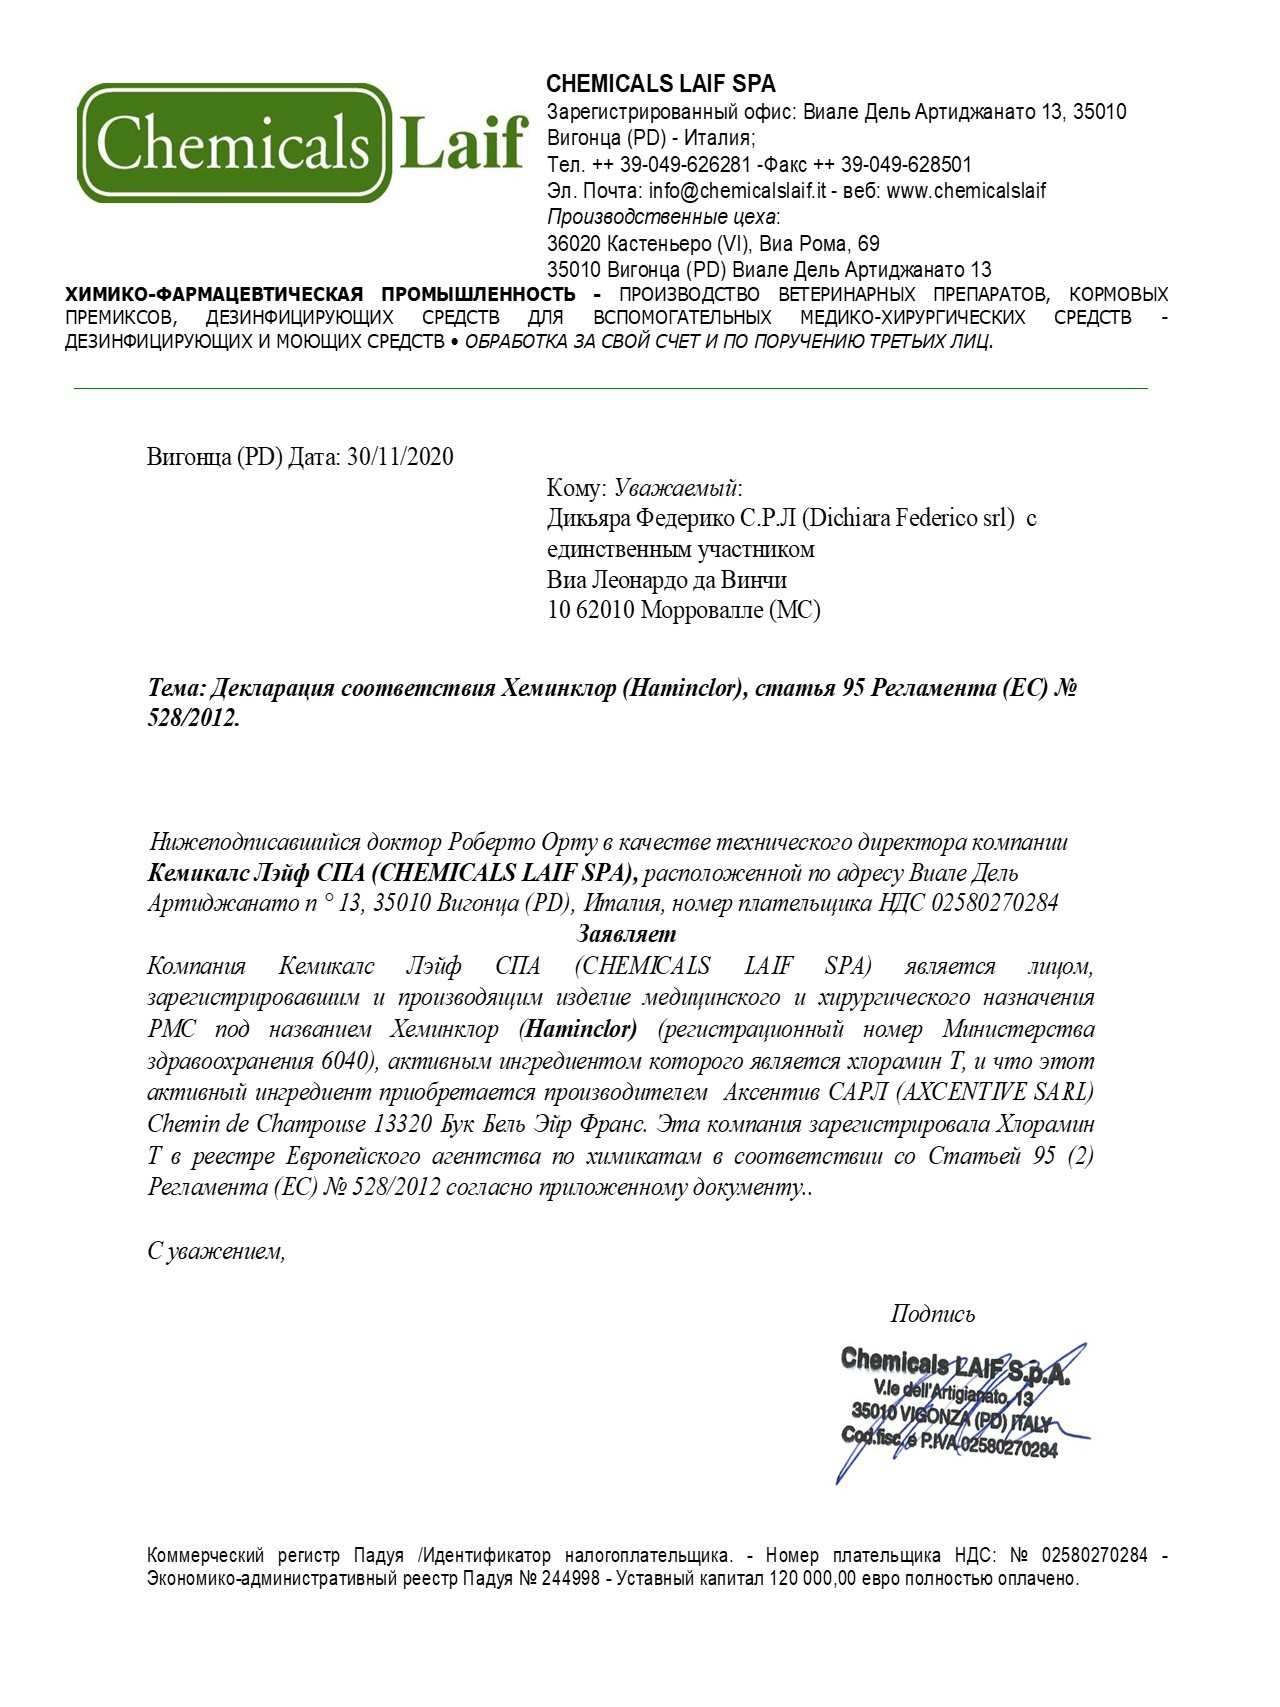 Chemicals Laif
CHEMICALS LAIF SPA
Зарегистрированный офис: Виале Дель Артиджанато 13, 35010
Вигонца (PD) - Италия;
Тел. ++ 39-049-626281 -Факс ++ 39-049-628501
Эл. Почта: info@chemicalslaif.it - веб: www.chemicalslaif
Производственные цеха:
36020 Кастеньеро (VI), Виа Рома, 69
35010 Вигонца (PD) Виале Дель Артиджанато 13
ХИМИКО-ФАРМАЦЕВТИЧЕСКАЯ ПРОМЫШЛЕННОСТЬ - ПРОИЗВОДСТВО ВЕТЕРИНАРНЫХ ПРЕПАРАТОВ, КОРМОВЫХ
ПРЕМИКСОВ, ДЕЗИНФИЦИРУЮЩИХ СРЕДСТВ ДЛЯ ВСПОМОГАТЕЛЬНЫХ МЕДИКО-ХИРУРГИЧЕСКИХ СРЕДСТВ -
ДЕЗИНФИЦИРУЮЩИХ И МОЮЩИХ СРЕДСТВ • ОБРАБОТКА ЗА СВОЙ СЧЕТ И ПО ПОРУЧЕНИЮ ТРЕТЬИХ ЛИЦ.
Вигонца (PD) Дата: 30/11/2020
Кому: Уважаемый:
Дикьяра Федерико С.Р.Л (Dichiara Federico srl) с
единственным участником
Виа Леонардо да Винчи
10 62010 Морровалле (МС)
Тема: Декларация соответствия Хеминклор (Haminclor), статья 95 Регламента (ЕС) №
528/2012.
Нижеподписавшийся доктор Роберто Орту в качестве технического директора компании
Кемикалс Лэйф СПА (CHEMICALS LAIF SPA), расположенной по адресу Виале Дель
Артиджанато n ° 13, 35010 Вигонца (PD), Италия, номер плательщика НДС 02580270284
Заявляет
Компания Кемикалс Лэйф СПА (CHEMICALS LAIF SPA) является лицом,
зарегистрировавшим и производящим изделие медицинского и хирургического назначения
РМС под названием Хеминклор (Haminclor) (регистрационный номер Министерства
здравоохранения 6040), активным ингредиентом которого является хлорамин Т, и что этот
активный ингредиент приобретается производителем Аксентив САРЛ (AXCENTIVE SARL)
Chemin de Champouse 13320 Бук Бель Эйр Франс. Эта компания зарегистрировала Хлорамин
Т в реестре Европейского агентства по химикатам в соответствии со Статьей 95 (2)
Регламента (ЕС) № 528/2012 согласно приложенному документу..
С уважением,
Подпись
Chemicals LAIF S.p.A.
V.le dell'Artigianato, 13
35010 VIGONZA (PD) ITALY
Cod.fisc. e P.IVA 02580270284
Коммерческий регистр Падуя /Идентификатор налогоплательщика. - Номер плательщика НДС: № 02580270284 -
Экономико-административный реестр Падуя № 244998 - Уставный капитал 120 000,00 евро полностью оплачено.